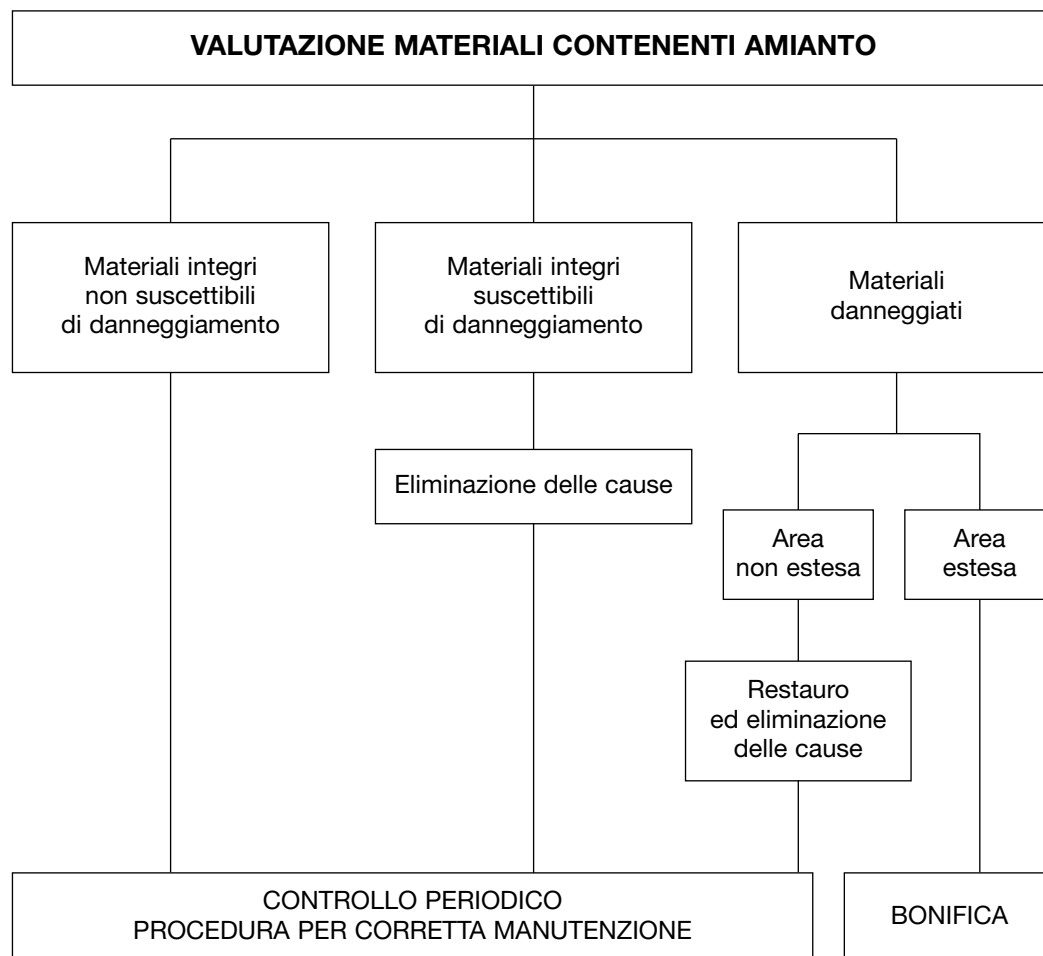 VALUTAZIONE MATERIALI CONTENENTI AMIANTO
Materiali integri
non suscettibili
di danneggiamento
Materiali integri
suscettibili
di danneggiamento
Materiali
danneggiati
Eliminazione delle cause
Area
non estesa
Area
estesa
Restauro
ed eliminazione
delle cause
CONTROLLO PERIODICO
PROCEDURA PER CORRETTA MANUTENZIONE
BONIFICA